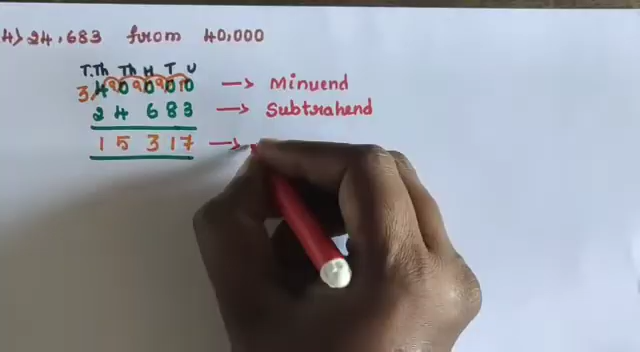 4) 24,683 from 40,000
T.Th Th H T U
3 9 9 9 10
4 0 0 0 0 → Minuend
2 4 6 8 3 → Subtrahend
1 5 3 1 7 →